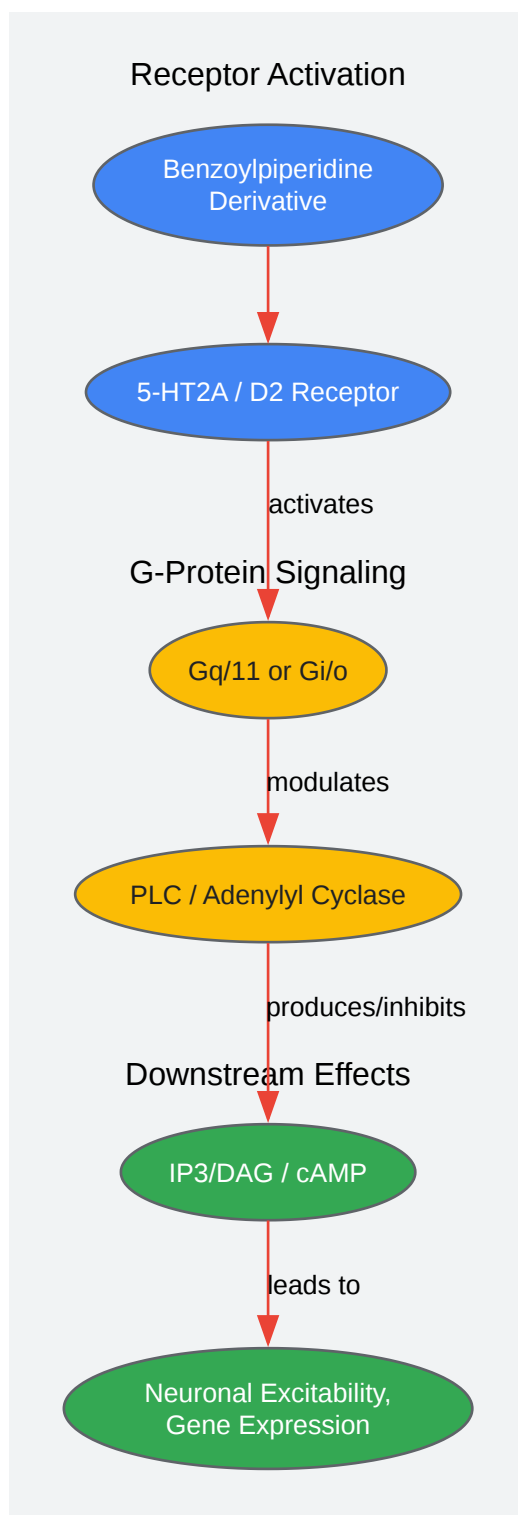 Receptor Activation
Benzoylpiperidine
Derivative
5-HT2A / D2 Receptor
activates
G-Protein Signaling
Gq/11 or Gi/o
modulates
PLC / Adenylyl Cyclase
produces/inhibits
Downstream Effects
IP3/DAG / cAMP
leads to
Neuronal Excitability,
Gene Expression